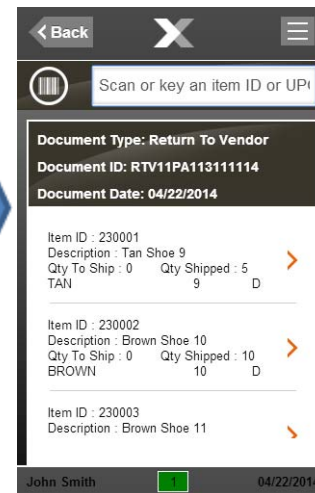 Back
Scan or key an item ID or UP
Document Type: Return To Vendor
Document ID: RTV11PA113111114
Document Date: 04/22/2014
Item ID : 230001
Description : Tan Shoe 9
Qty To Ship : 0 Qty Shipped : 5
TAN 9 D
Item ID : 230002
Description : Brown Shoe 10
Qty To Ship : 0 Qty Shipped : 10
BROWN 10 D
Item ID : 230003
Description : Brown Shoe 11
John Smith 1 04/22/2014